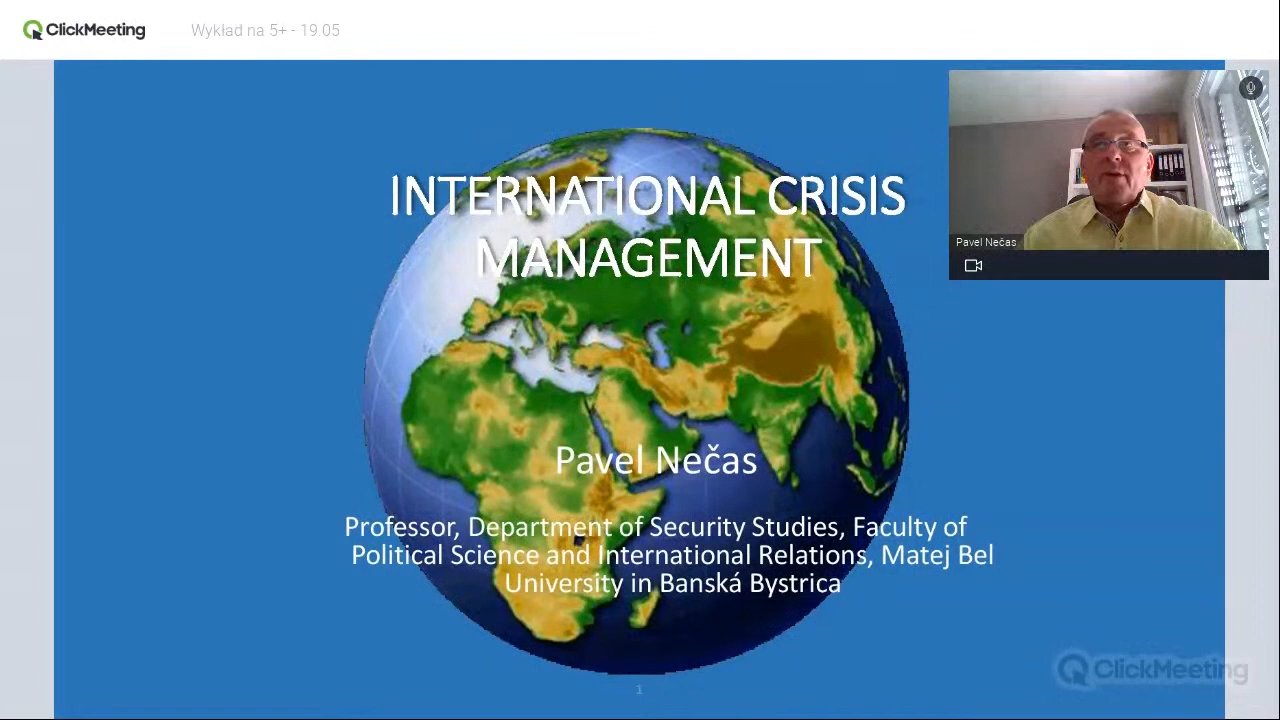 ClickMeeting
Wykład na 5+ - 19.05
INTERNATIONAL CRISIS
MANAGEMENT
Pavel Nečas
Pavel Nečas
Professor, Department of Security Studies, Faculty of
Political Science and International Relations, Matej Bel
University in Banská Bystrica
ClickMeeting
1